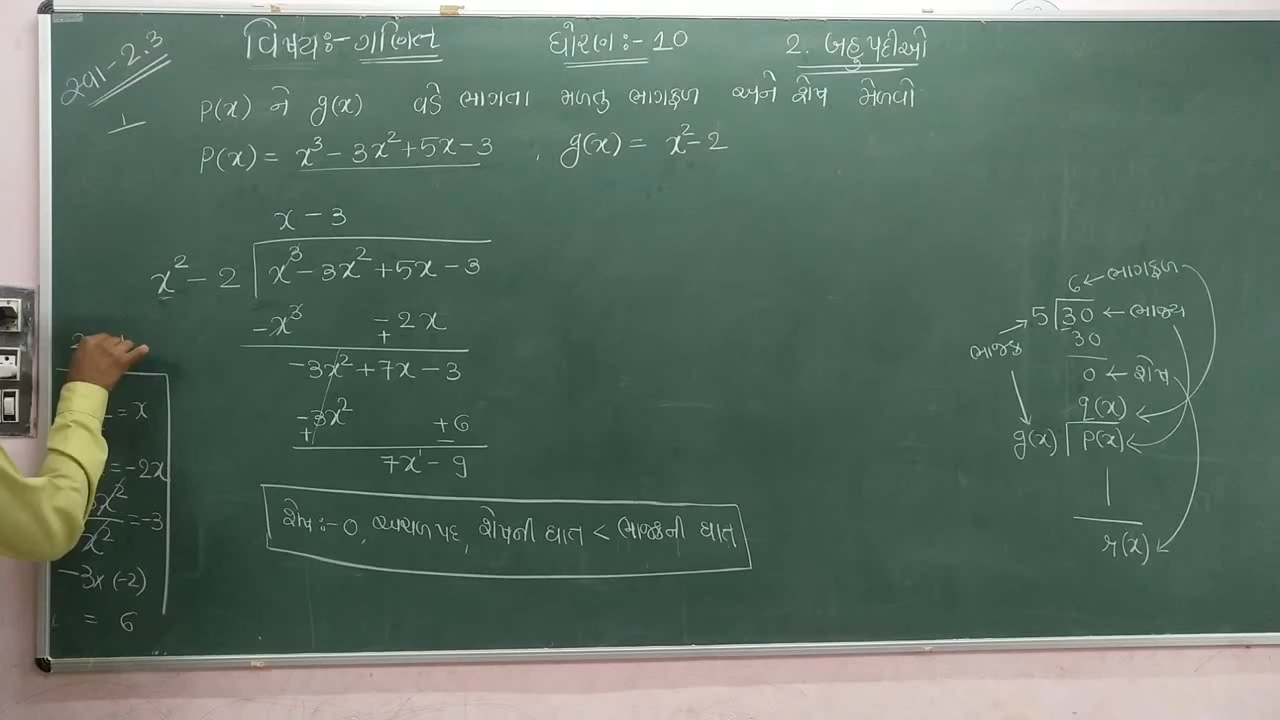 સ્વા-2.3
વિષય:- ગણિત ધોરણ:- 10 2. બહુપદીઓ
1
P(x) ને g(x) વડે ભાગતા મળતુ ભાગફળ અને શેષ મેળવો
P(x) = x³ - 3x² + 5x - 3 , g(x) = x² - 2
x - 3
x² - 2 x³ - 3x² + 5x - 3
- x³ - 2x
+
-3x² + 7x - 3
-3x² + 6
+ -
7x - 9
શેષ:- 0, અચળ પદ, શેષની ઘાત < ભાજકની ઘાત
= x
= -2x
x²
= -3
x²
-3x (-2)
= 6
6 ← ભાગફળ
5 30 ← ભાજ્ય
ભાજક
30
0 ← શેષ
q(x)
g(x) P(x)
r(x)